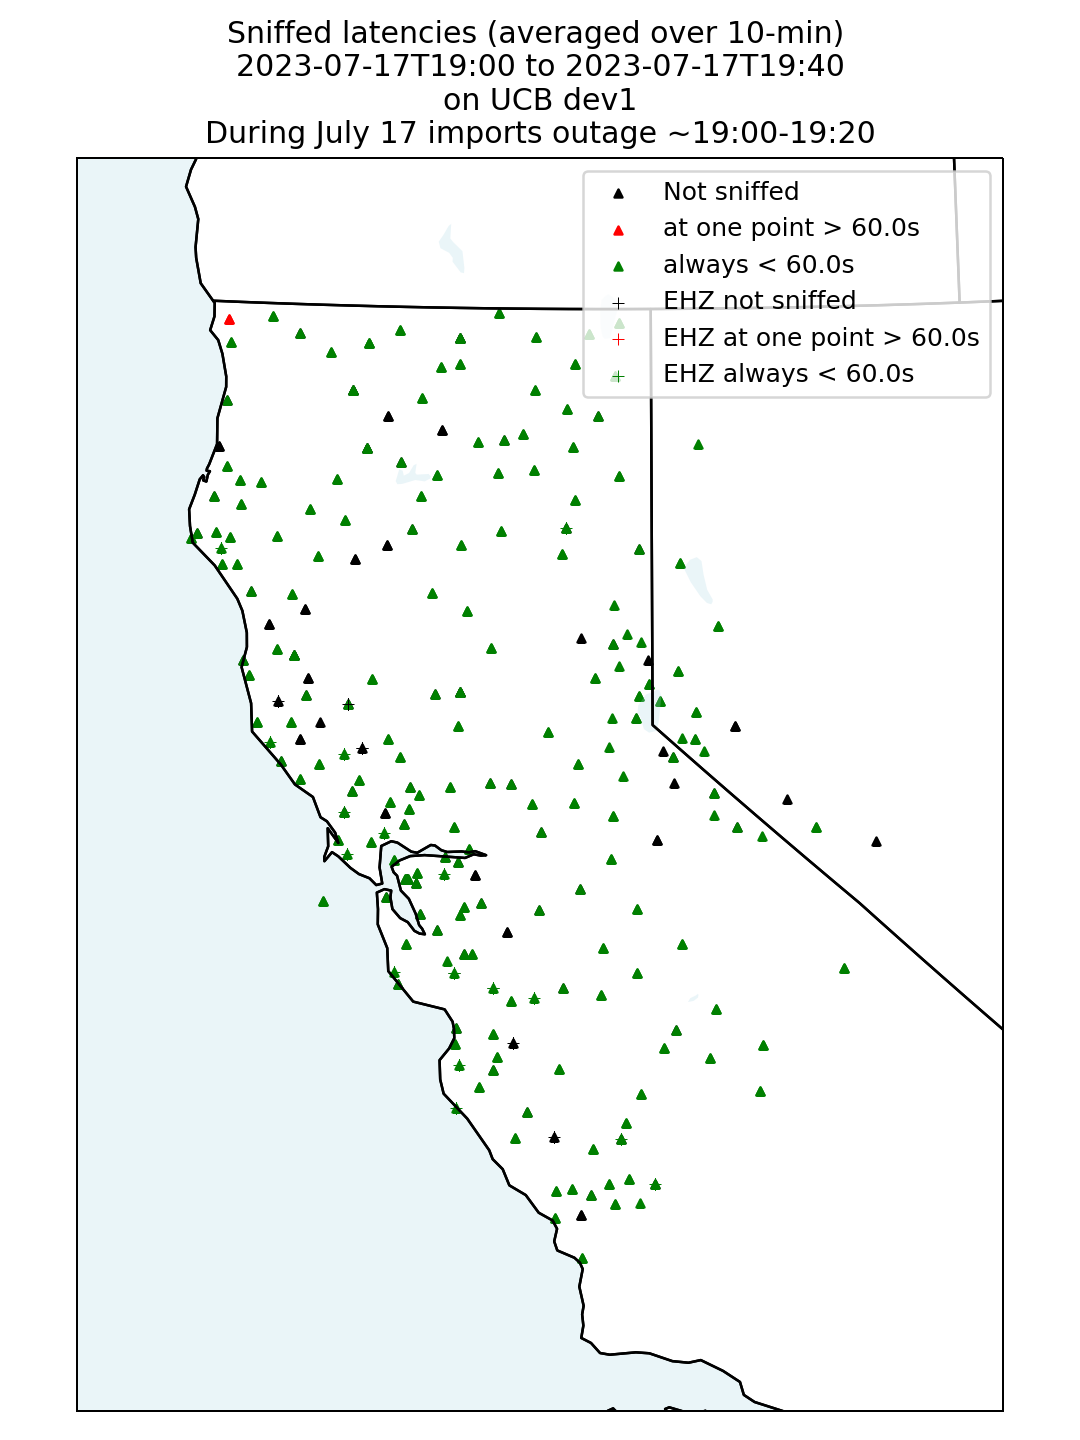 Sniffed latencies (averaged over 10-min)
2023-07-17T19:00 to 2023-07-17T19:40
on UCB dev1
During July 17 imports outage ~19:00-19:20
Not sniffed
at one point > 60.0s
always < 60.0s
EHZ not sniffed
EHZ at one point > 60.0s
EHZ always < 60.0s